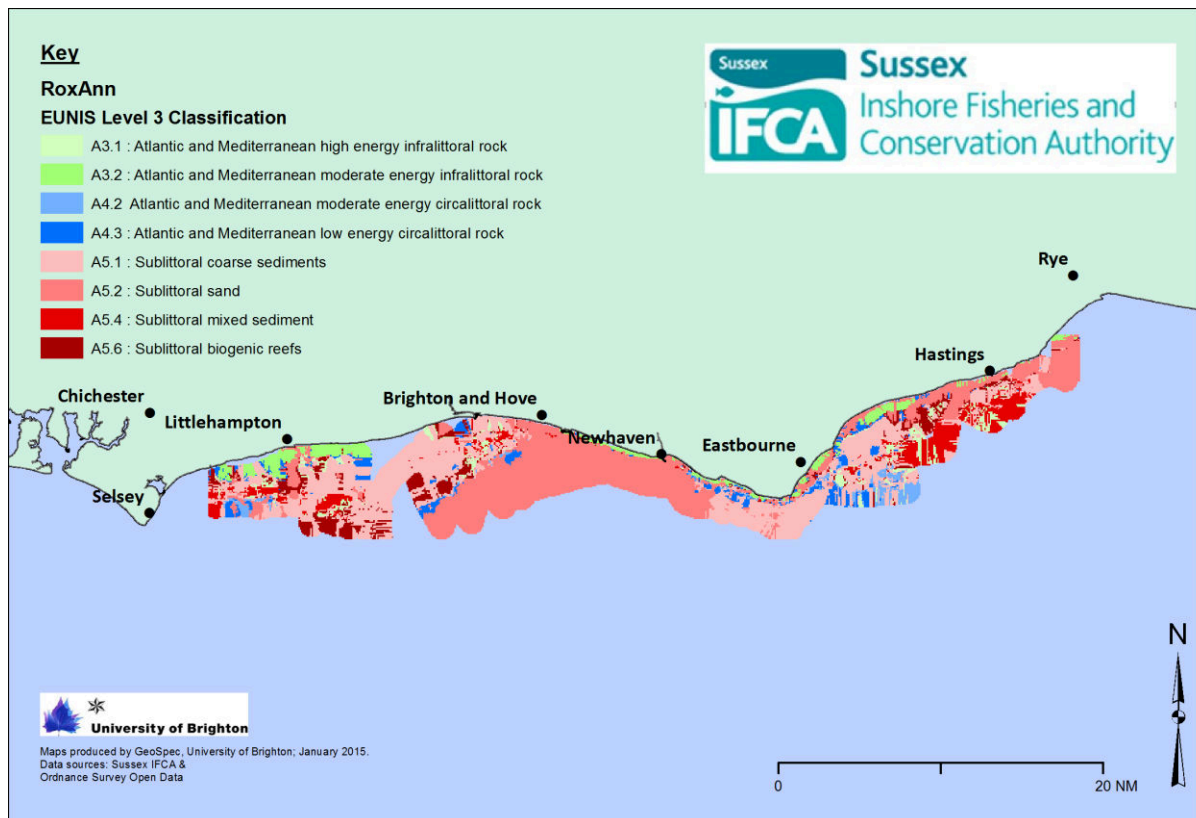 Key
RoxAnn
EUNIS Level 3 Classification
A3.1 : Atlantic and Mediterranean high energy infralittoral rock
A3.2 : Atlantic and Mediterranean moderate energy infralittoral rock
A4.2 Atlantic and Mediterranean moderate energy circalittoral rock
A4.3 : Atlantic and Mediterranean low energy circalittoral rock
A5.1 : Sublittoral coarse sediments
A5.2 : Sublittoral sand
A5.4 : Sublittoral mixed sediment
A5.6 : Sublittoral biogenic reefs
Sussex
IFCA
Sussex
Inshore Fisheries and
Conservation Authority
Rye
Hastings
Chichester
Brighton and Hove
Littlehampton
Newhaven
Eastbourne
Selsey
N
University of Brighton
Maps produced by GeoSpec, University of Brighton; January 2015.
Data sources: Sussex IFCA &
Ordnance Survey Open Data
0
20 NM